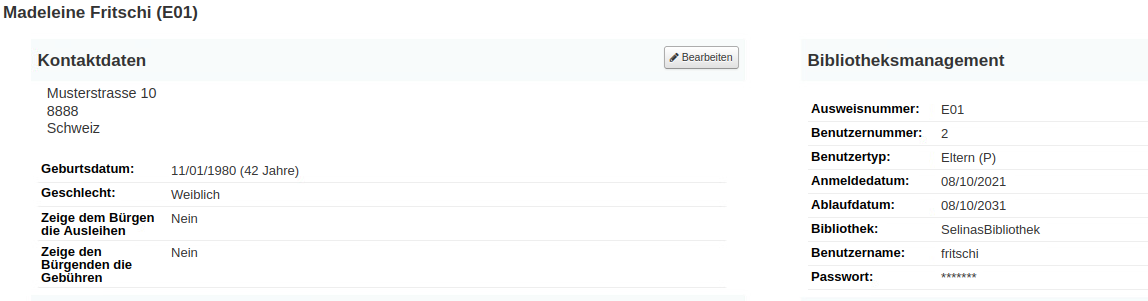 Madeleine Fritschi (E01)
Kontaktdaten
Bearbeiten
Musterstrasse 10
8888
Schweiz
Geburtsdatum: 11/01/1980 (42 Jahre)
Geschlecht: Weiblich
Zeige dem Bürgen Nein
die Ausleihen
Zeige den Nein
Bürgenden die
Gebühren
Bibliotheksmanagement
Ausweisnummer: E01
Benutzernummer: 2
Benutzertyp: Eltern (P)
Anmeldedatum: 08/10/2021
Ablaufdatum: 08/10/2031
Bibliothek: SelinasBibliothek
Benutzername: fritschi
Passwort: *******